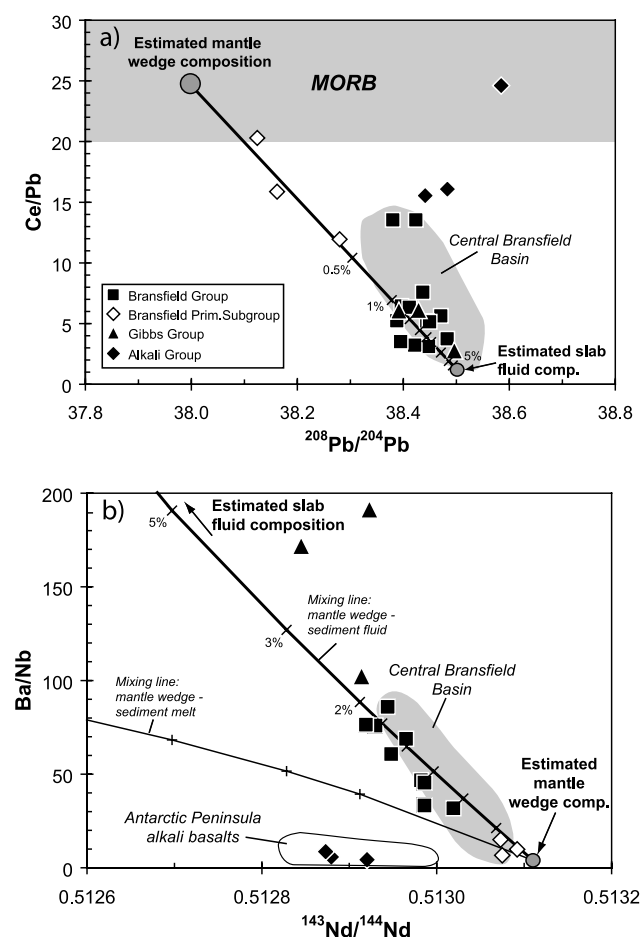 a)
Estimated mantle
wedge composition
MORB
Central Bransfield
Basin
0.5%
1%
5%
Estimated slab
fluid comp.
Bransfield Group
Bransfield Prim.Subgroup
Gibbs Group
Alkali Group
Ce/Pb
30
25
20
15
10
5
0
37.8
38.0
38.2
38.4
38.6
38.8
²⁰⁸Pb/²⁰⁴Pb
b)
Estimated slab
fluid composition
5%
Mixing line:
mantle wedge -
sediment fluid
3%
Central Bransfield
Basin
Mixing line:
mantle wedge -
sediment melt
2%
Estimated
mantle
wedge comp.
Antarctic Peninsula
alkali basalts
Ba/Nb
200
150
100
50
0
0.5126
0.5128
0.5130
0.5132
¹⁴³Nd/¹⁴⁴Nd